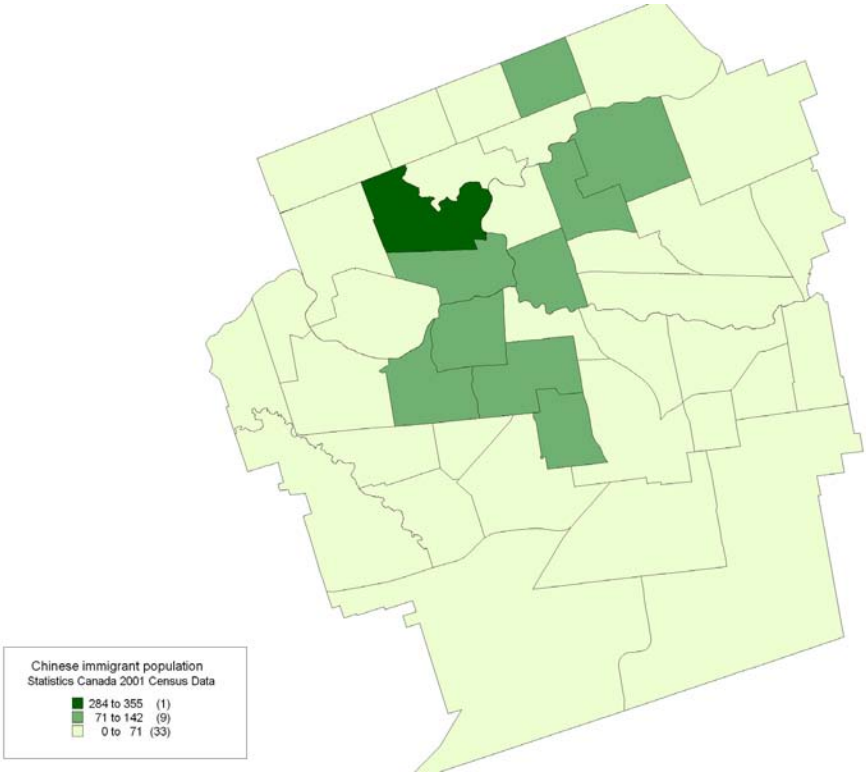 Chinese immigrant population
Statistics Canada 2001 Census Data
284 to 355 (1)
71 to 142 (9)
0 to 71 (33)